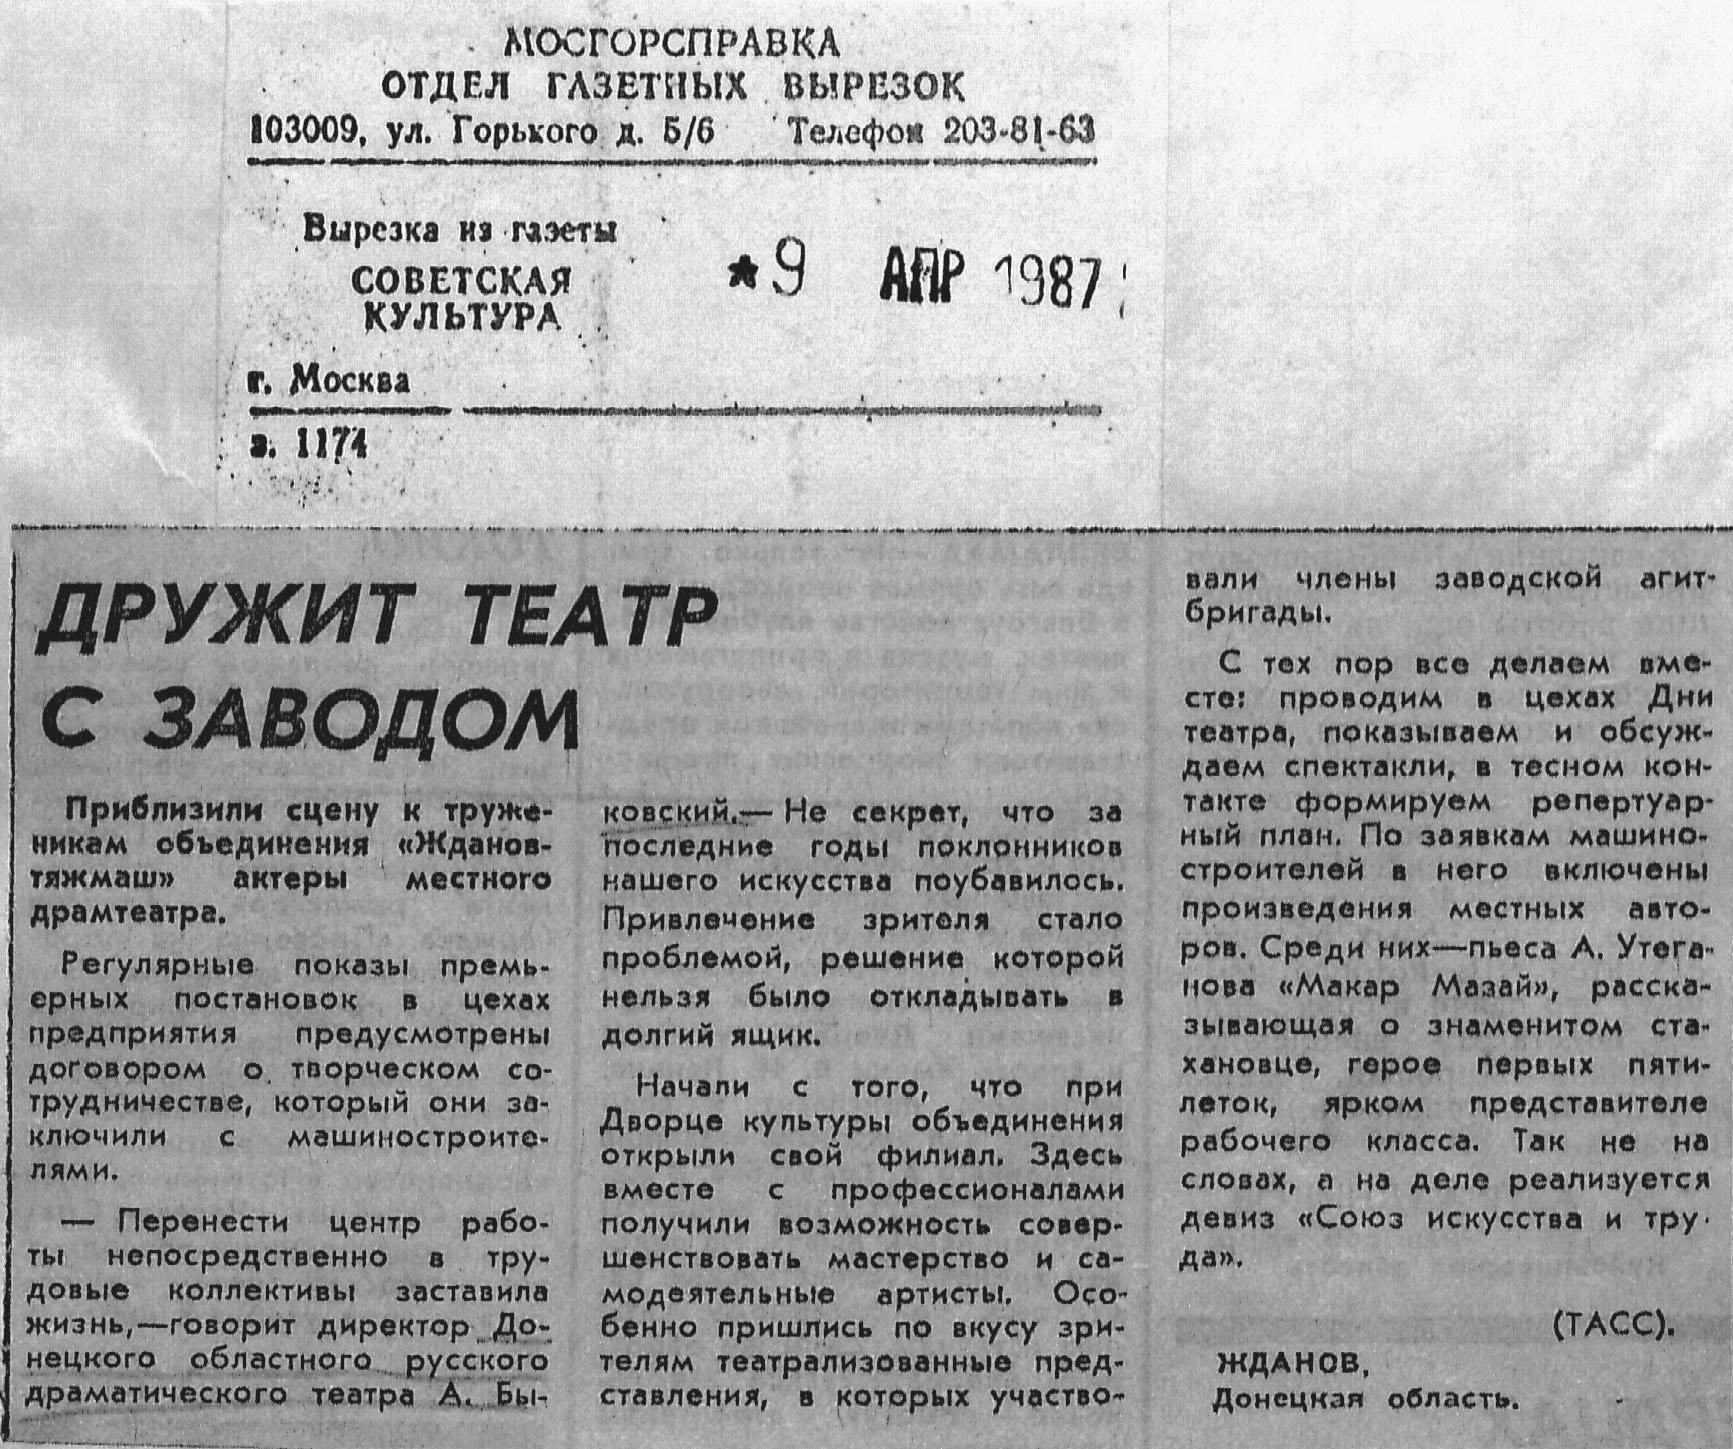 МОСГОРСПРАВКА
ОТДЕЛ ГАЗЕТНЫХ ВЫРЕЗОК
103009, ул. Горького д. 5/6 Телефон 203-81-63
Вырезка из газеты
СОВЕТСКАЯ
КУЛЬТУРА
* 9 АПР 1987
г. Москва
з. 1174
ДРУЖИТ ТЕАТР
С ЗАВОДОМ
Приблизили сцену к труже-
никам объединения «Жданов-
тяжмаш» актеры местного
драмтеатра.
Регулярные показы премь-
ерных постановок в цехах
предприятия предусмотрены
договором о творческом со-
трудничестве, который они за-
ключили с машиностроите-
лями.
— Перенести центр рабо-
ты непосредственно в тру-
довые коллективы заставила
жизнь,—говорит директор До-
нецкого областного русского
драматического театра А. Бы-
ковский.— Не секрет, что за
последние годы поклонников
нашего искусства поубавилось.
Привлечение зрителя стало
проблемой, решение которой
нельзя было откладывать в
долгий ящик.
Начали с того, что при
Дворце культуры объединения
открыли свой филиал. Здесь
вместе с профессионалами
получили возможность совер-
шенствовать мастерство и са-
модеятельные артисты. Осо-
бенно пришлись по вкусу зри-
телям театрализованные пред-
ставления, в которых участво-
вали члены заводской агит-
бригады.
С тех пор все делаем вме-
сте: проводим в цехах Дни
театра, показываем и обсуж-
даем спектакли, в тесном кон-
такте формируем репертуар-
ный план. По заявкам машино-
строителей в него включены
произведения местных авто-
ров. Среди них—пьеса А. Утега-
нова «Макар Мазай», расска-
зывающая о знаменитом ста-
хановце, герое первых пяти-
леток, ярком представителе
рабочего класса. Так не на
словах, а на деле реализуется
девиз «Союз искусства и тру-
да».
(ТАСС).
ЖДАНОВ,
Донецкая область.